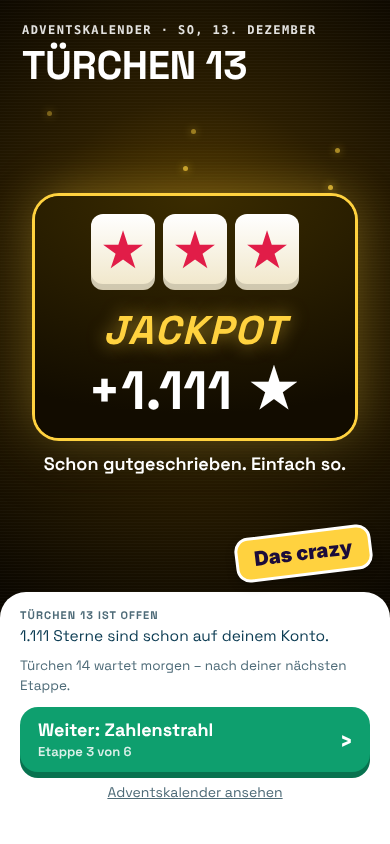 ADVENTSKALENDER · SO, 13. DEZEMBER
TÜRCHEN 13
JACKPOT
+1.111 ★
Schon gutgeschrieben. Einfach so.
Das crazy
TÜRCHEN 13 IST OFFEN
1.111 Sterne sind schon auf deinem Konto.
Türchen 14 wartet morgen – nach deiner nächsten
Etappe.
Weiter: Zahlenstrahl
Etappe 3 von 6
>
Adventskalender ansehen